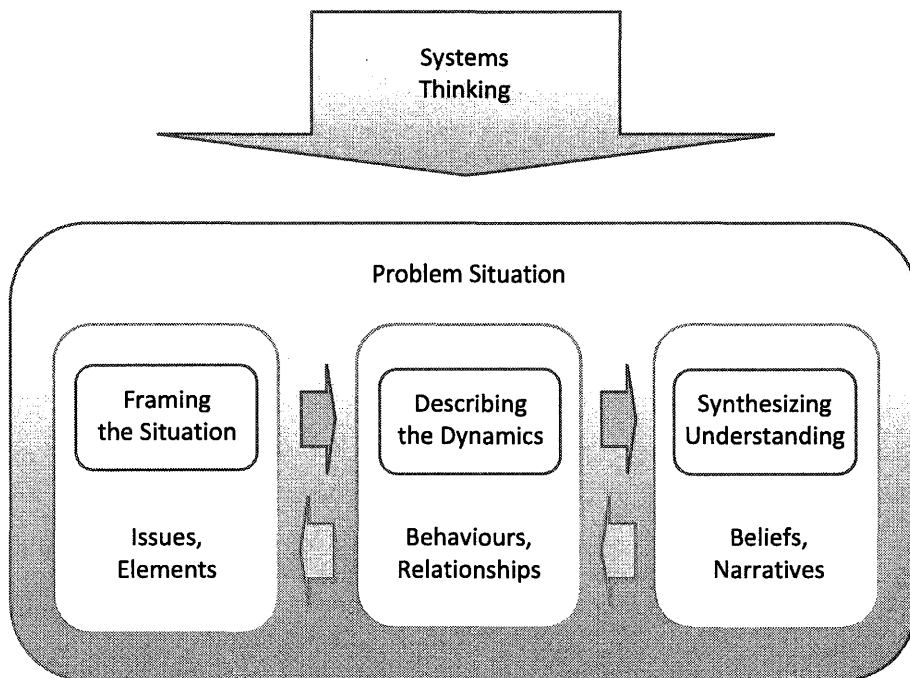 Systems
Thinking
Problem Situation
Framing
the Situation
Describing
the Dynamics
Synthesizing
Understanding
Issues,
Elements
Behaviours,
Relationships
Beliefs,
Narratives